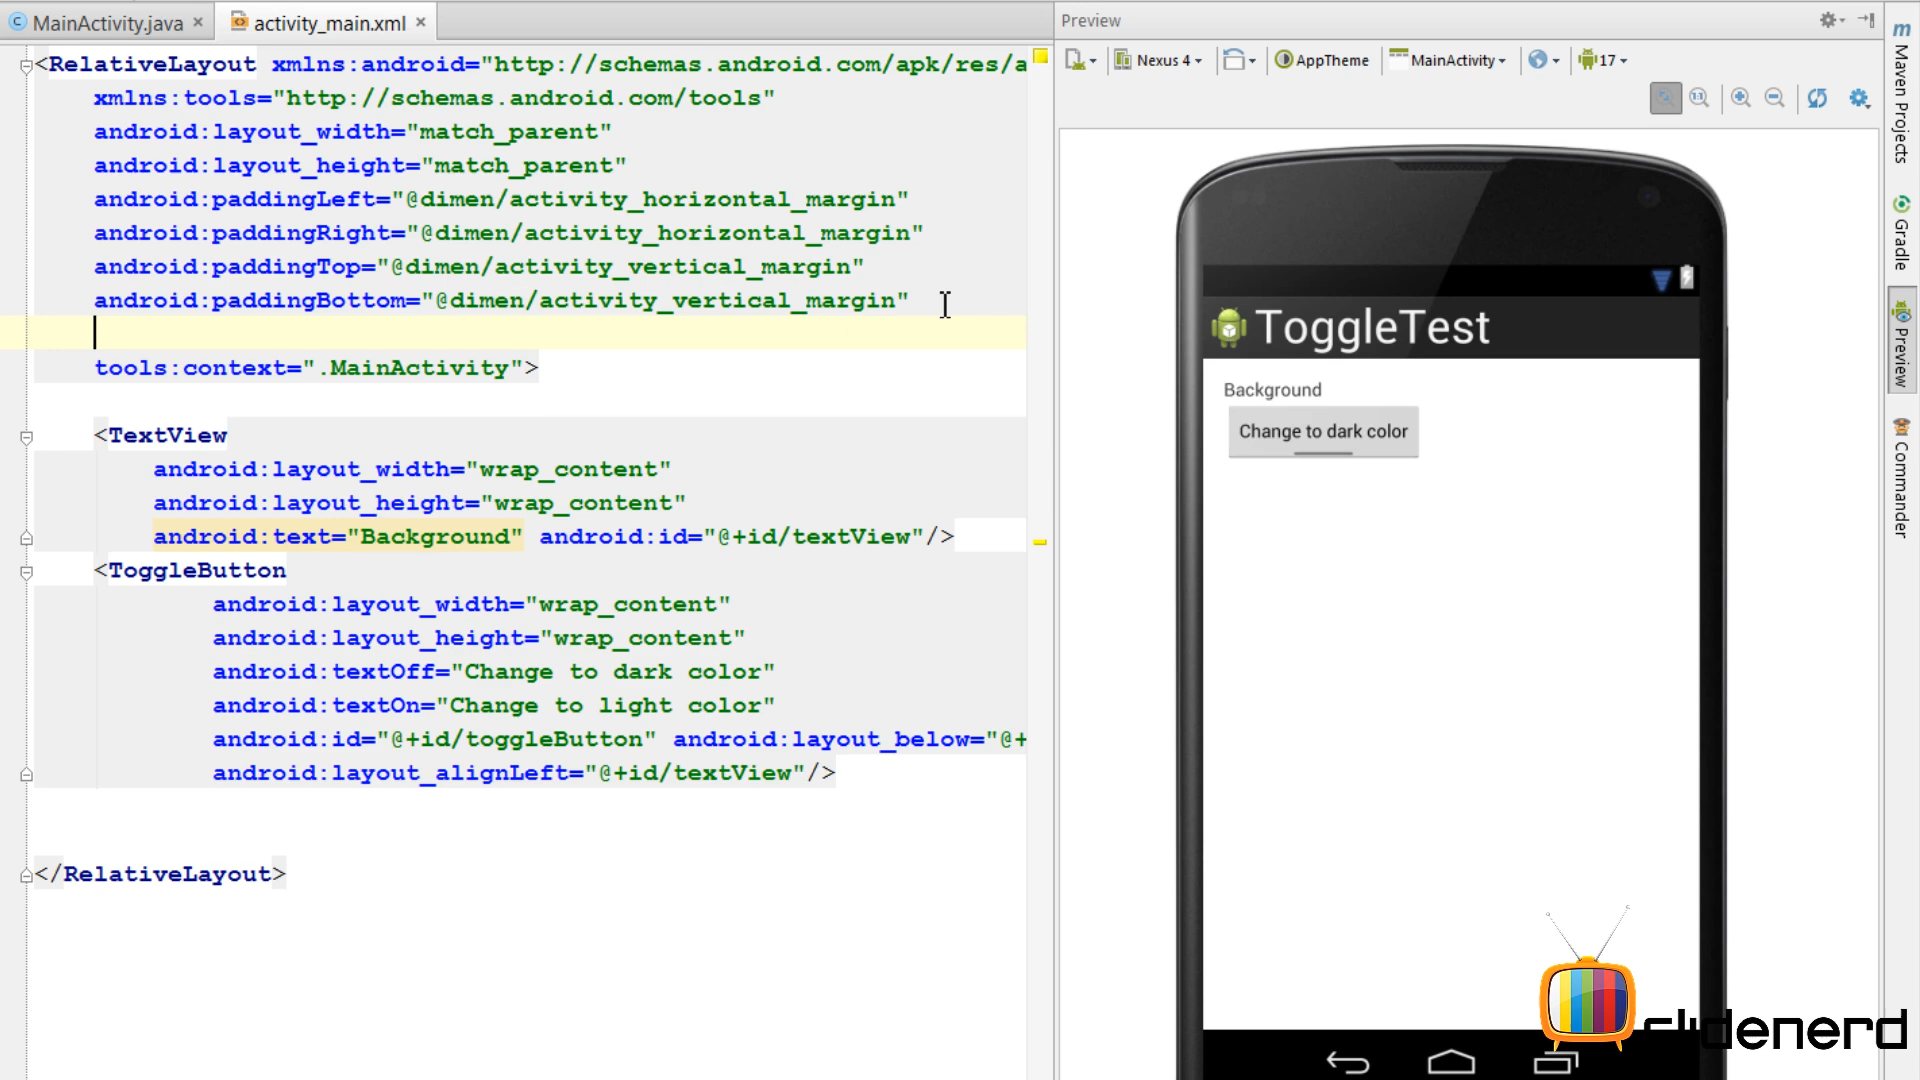 MainActivity.java
activity_main.xml
<RelativeLayout xmlns:android="http://schemas.android.com/apk/res/a
xmlns:tools="http://schemas.android.com/tools"
android:layout_width="match_parent"
android:layout_height="match_parent"
android:paddingLeft="@dimen/activity_horizontal_margin"
android:paddingRight="@dimen/activity_horizontal_margin"
android:paddingTop="@dimen/activity_vertical_margin"
android:paddingBottom="@dimen/activity_vertical_margin"
tools:context=".MainActivity">
<TextView
android:layout_width="wrap_content"
android:layout_height="wrap_content"
android:text="Background" android:id="@+id/textView"/>
<ToggleButton
android:layout_width="wrap_content"
android:layout_height="wrap_content"
android:textOff="Change to dark color"
android:textOn="Change to light color"
android:id="@+id/toggleButton" android:layout_below="@+
android:layout_alignLeft="@+id/textView"/>
</RelativeLayout>
Preview
Nexus 4
AppTheme
MainActivity
17
1:1
ToggleTest
Background
Change to dark color
slidenerd
m
Maven Projects
Gradle
Preview
Commander